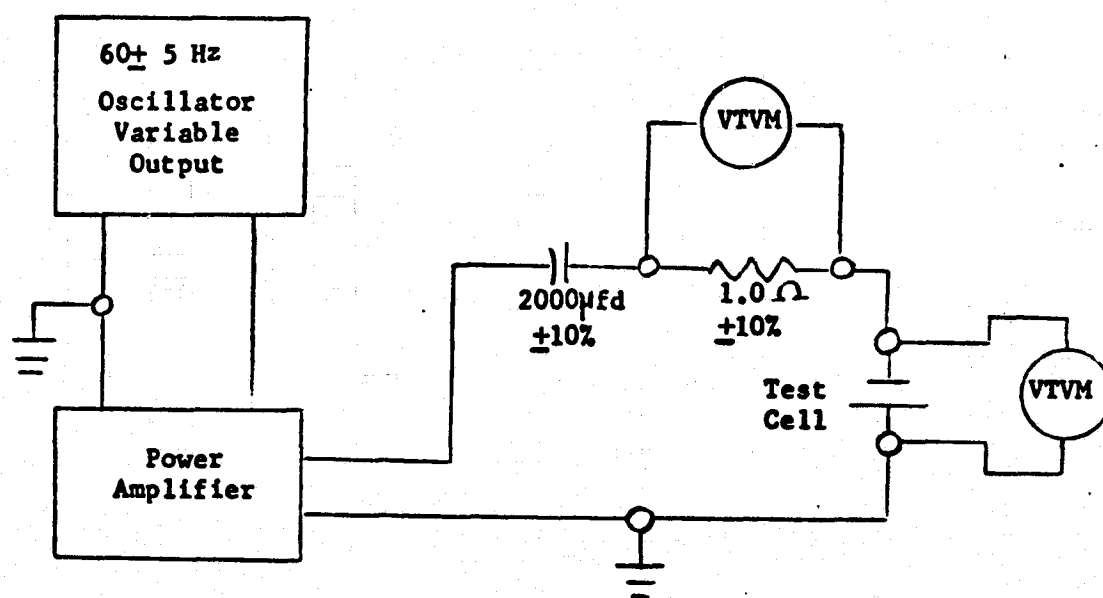 60± 5 Hz
Oscillator
Variable
Output
VTVM
2000µfd
±10%
1.0 Ω
±10%
Test
Cell
VTVM
Power
Amplifier